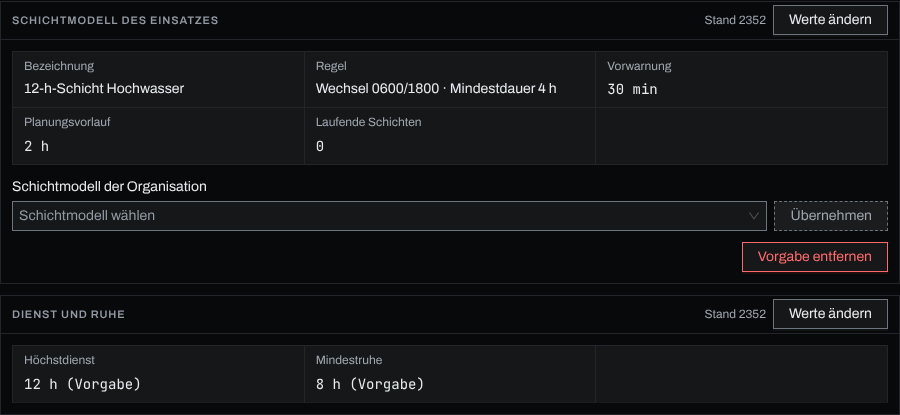 SCHICHTMODELL DES EINSATZES Stand 2352 Werte ändern
Bezeichnung Regel Vorwarnung
12-h-Schicht Hochwasser Wechsel 0600/1800 · Mindestdauer 4 h 30 min
Planungsvorlauf Laufende Schichten
2 h 0
Schichtmodell der Organisation
Schichtmodell wählen Übernehmen
Vorgabe entfernen
DIENST UND RUHE Stand 2352 Werte ändern
Höchstdienst Mindestruhe
12 h (Vorgabe) 8 h (Vorgabe)